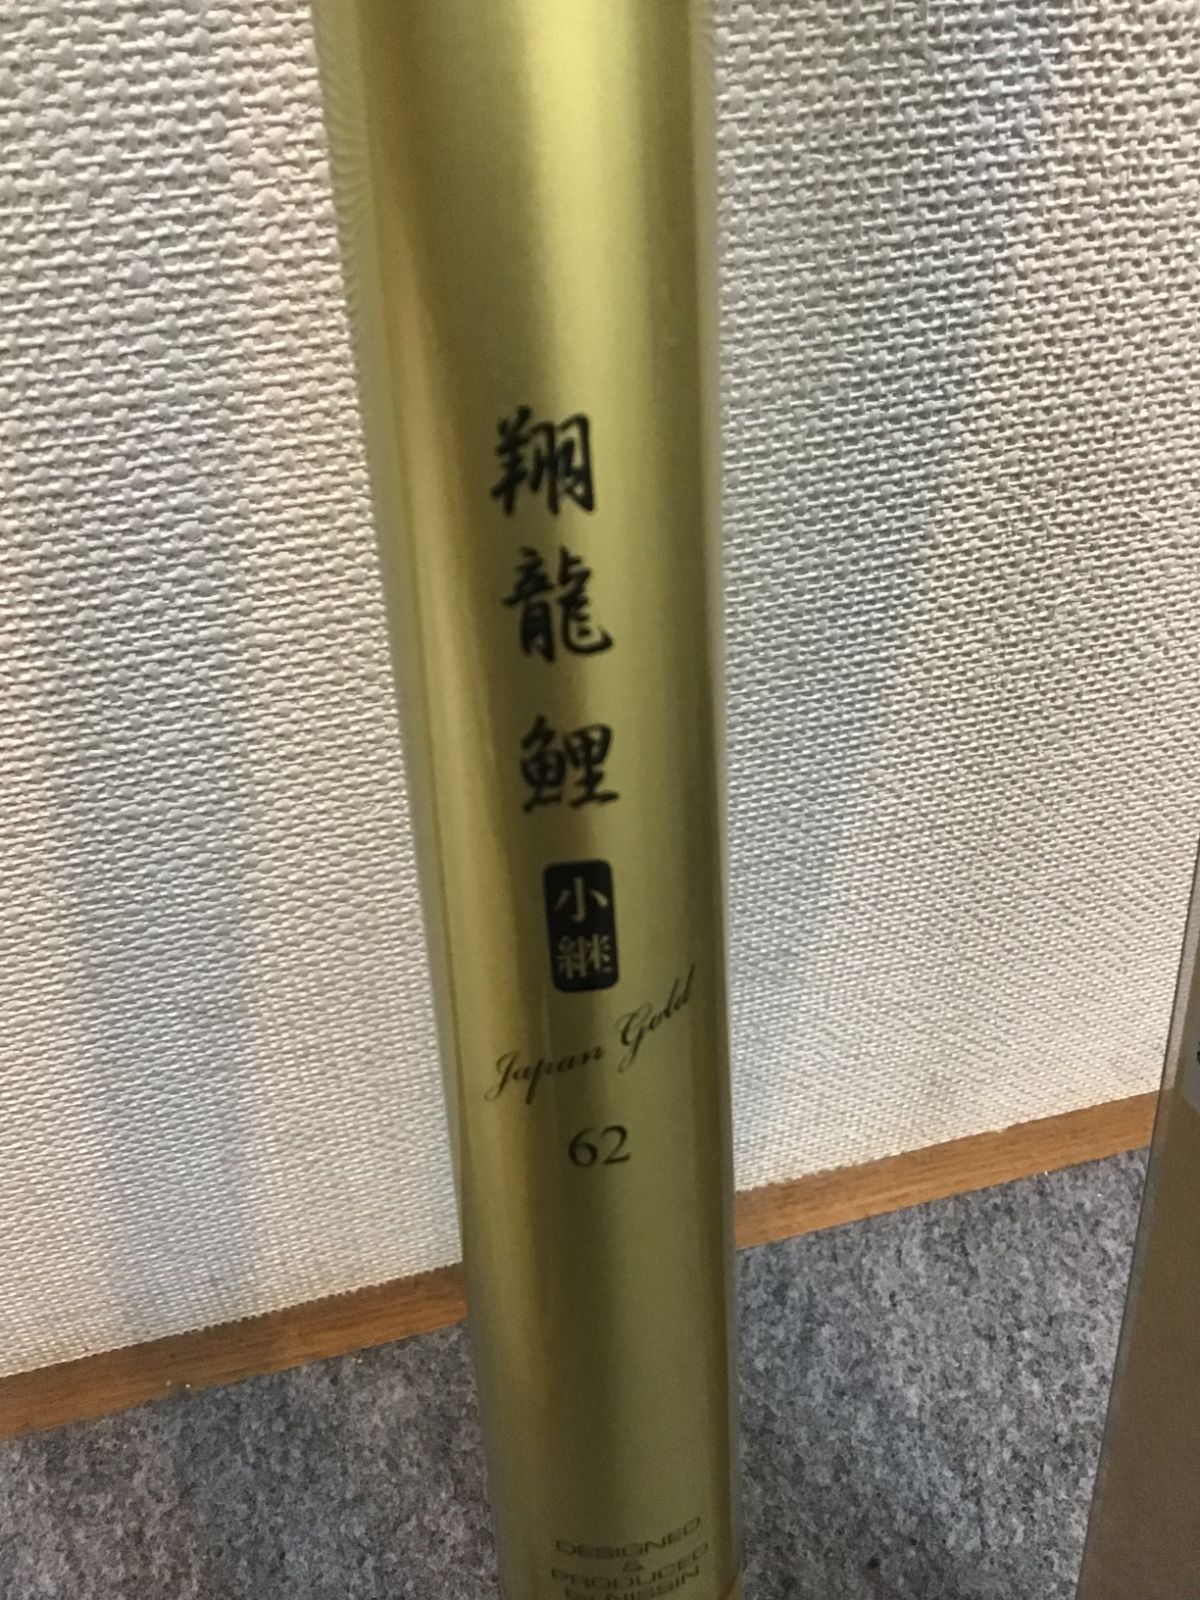 翔龍鯉
小継
Japan Gold
62
DESIGNED
&
PRODUCED
BY NISSIN